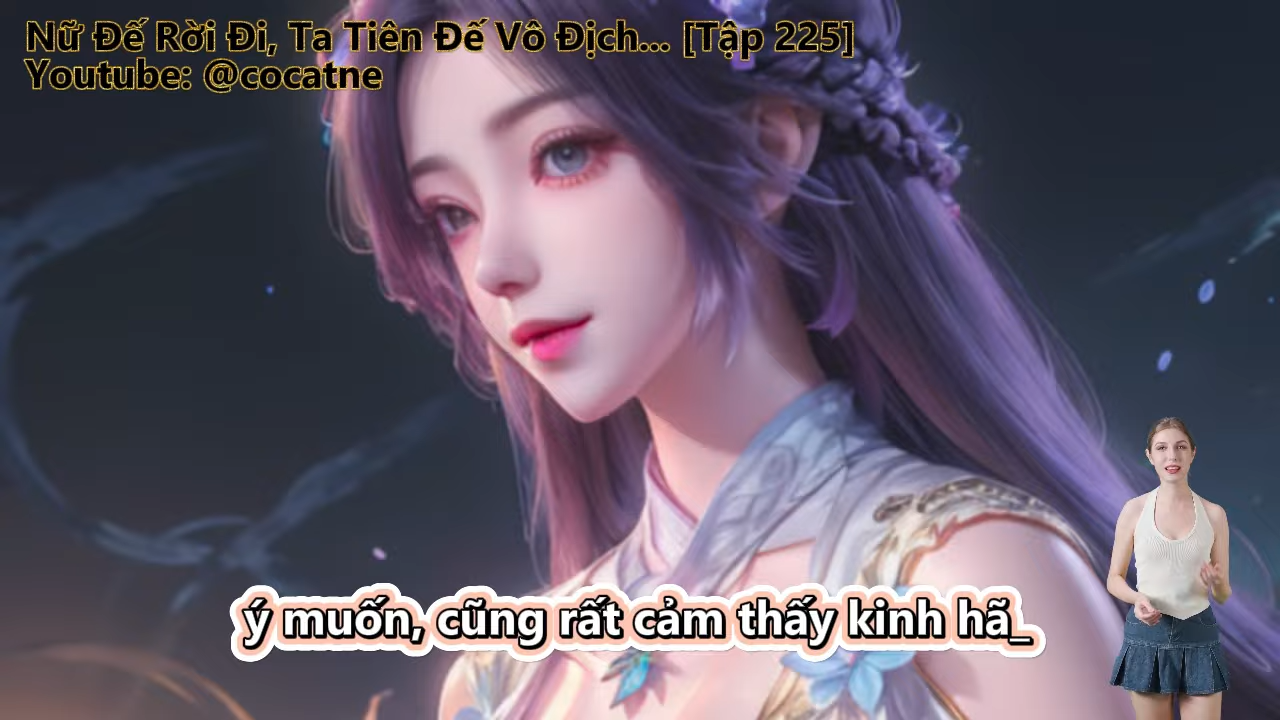 Nữ Đế Rời Đi, Ta Tiên Đế Vô Địch... [Tập 225]
Youtube: @cocatne
ý muốn, cũng rất cảm thấy kinh hã_